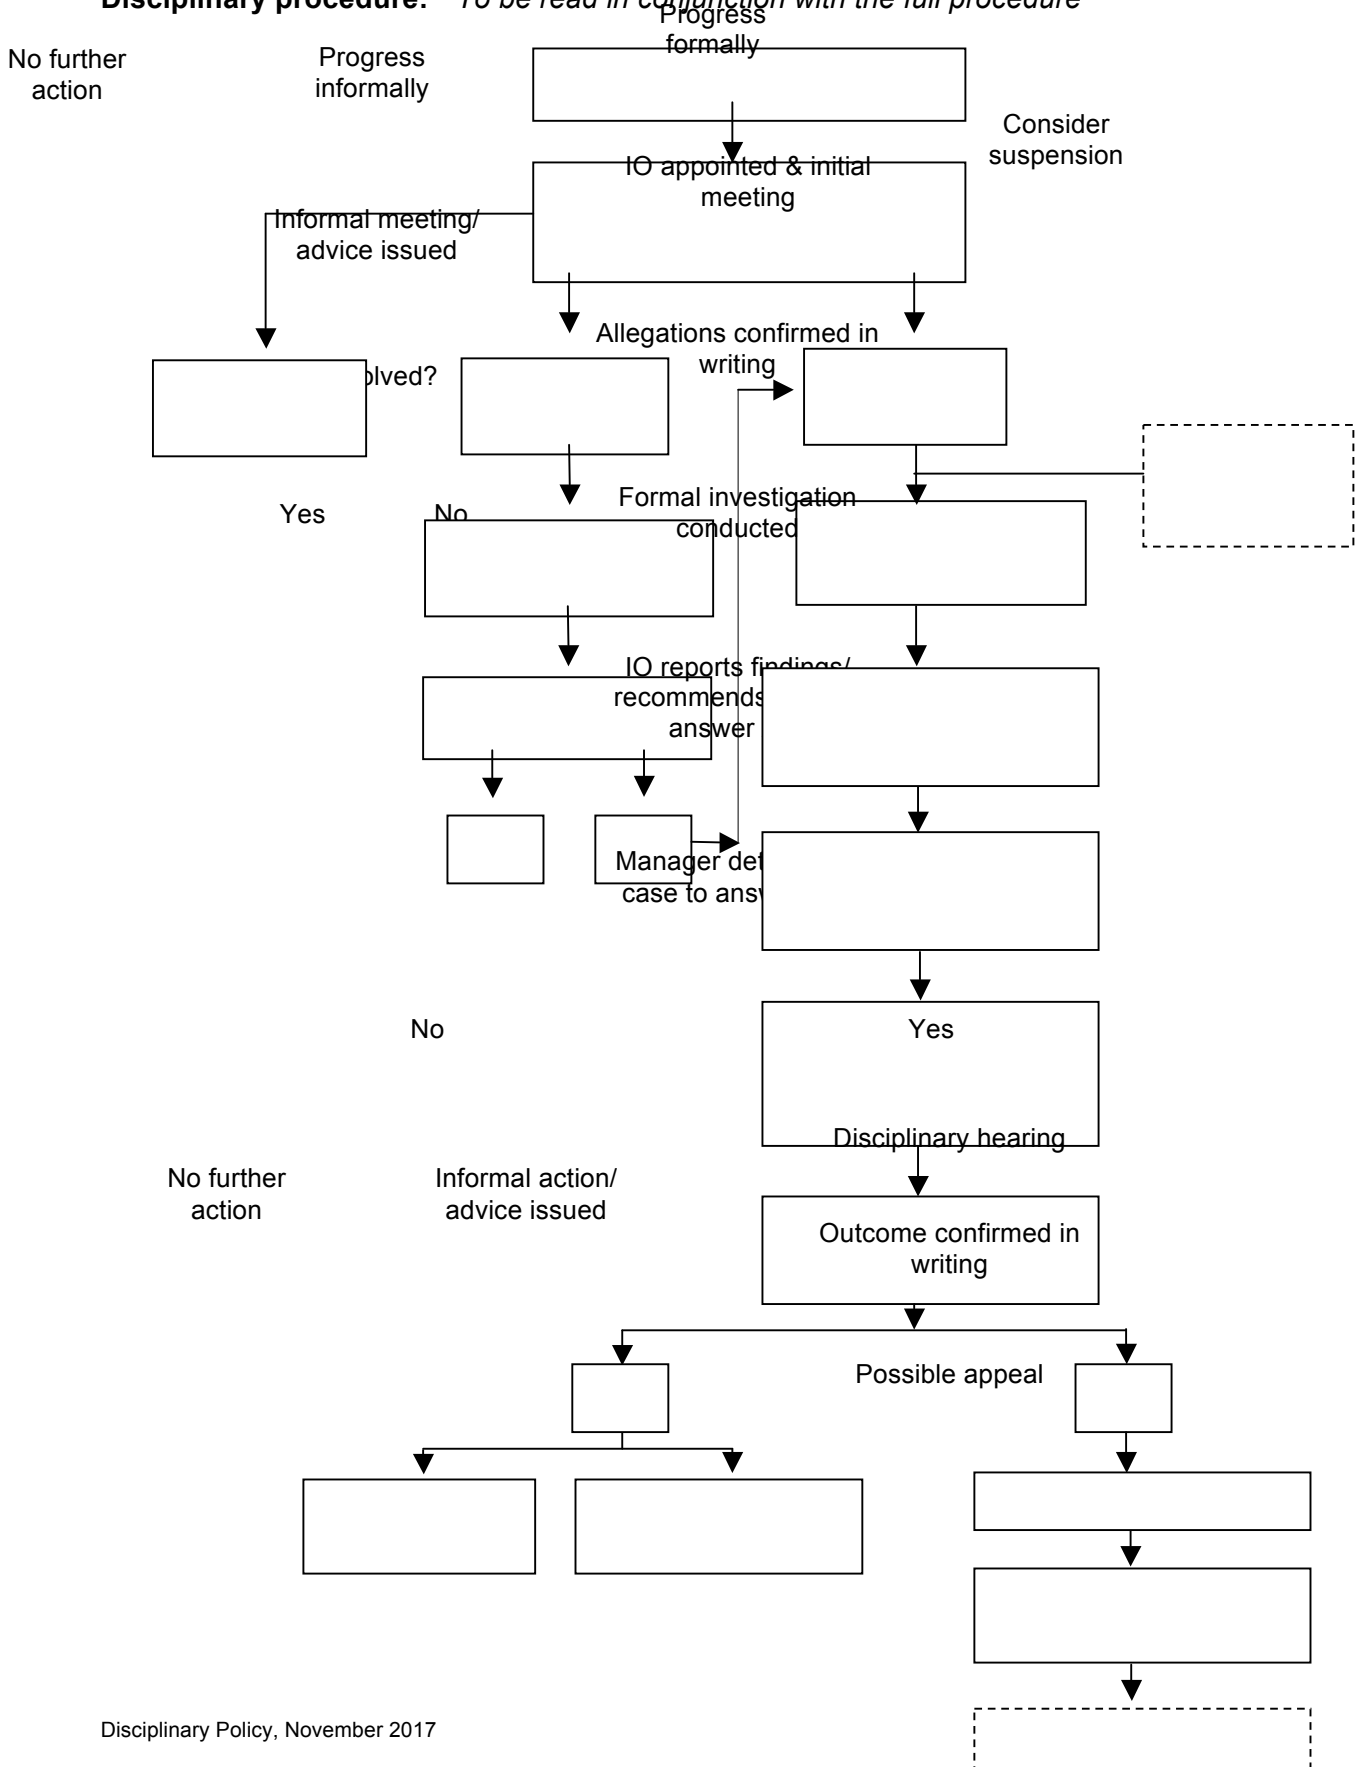 Disciplinary procedure: To be read in conjunction with the full procedure
Progress
formally
No further
action
Progress
informally
Consider
suspension
IO appointed & initial
meeting
Informal meeting/
advice issued
Allegations confirmed in
writing
olved?
Formal investigation
conducted
Yes
No
IO reports findings/
recommends
answer
Manager det
case to answ
No
Yes
Disciplinary hearing
No further
action
Informal action/
advice issued
Outcome confirmed in
writing
Possible appeal
Disciplinary Policy, November 2017